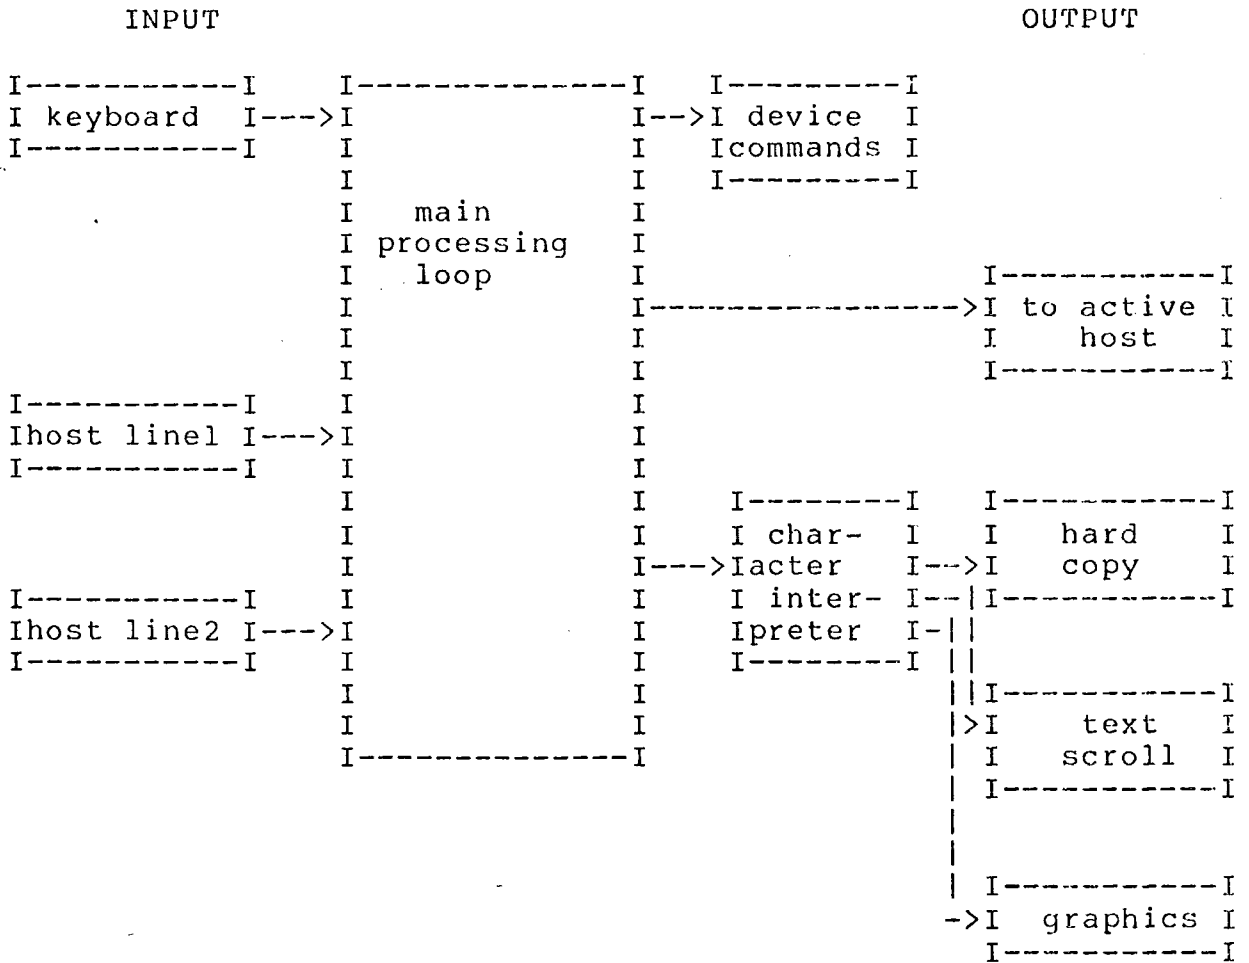 INPUT OUTPUT
keyboard
device
commands
main
processing
loop
to active
host
host line1
char-
acter
inter-
preter
hard
copy
host line2
text
scroll
graphics